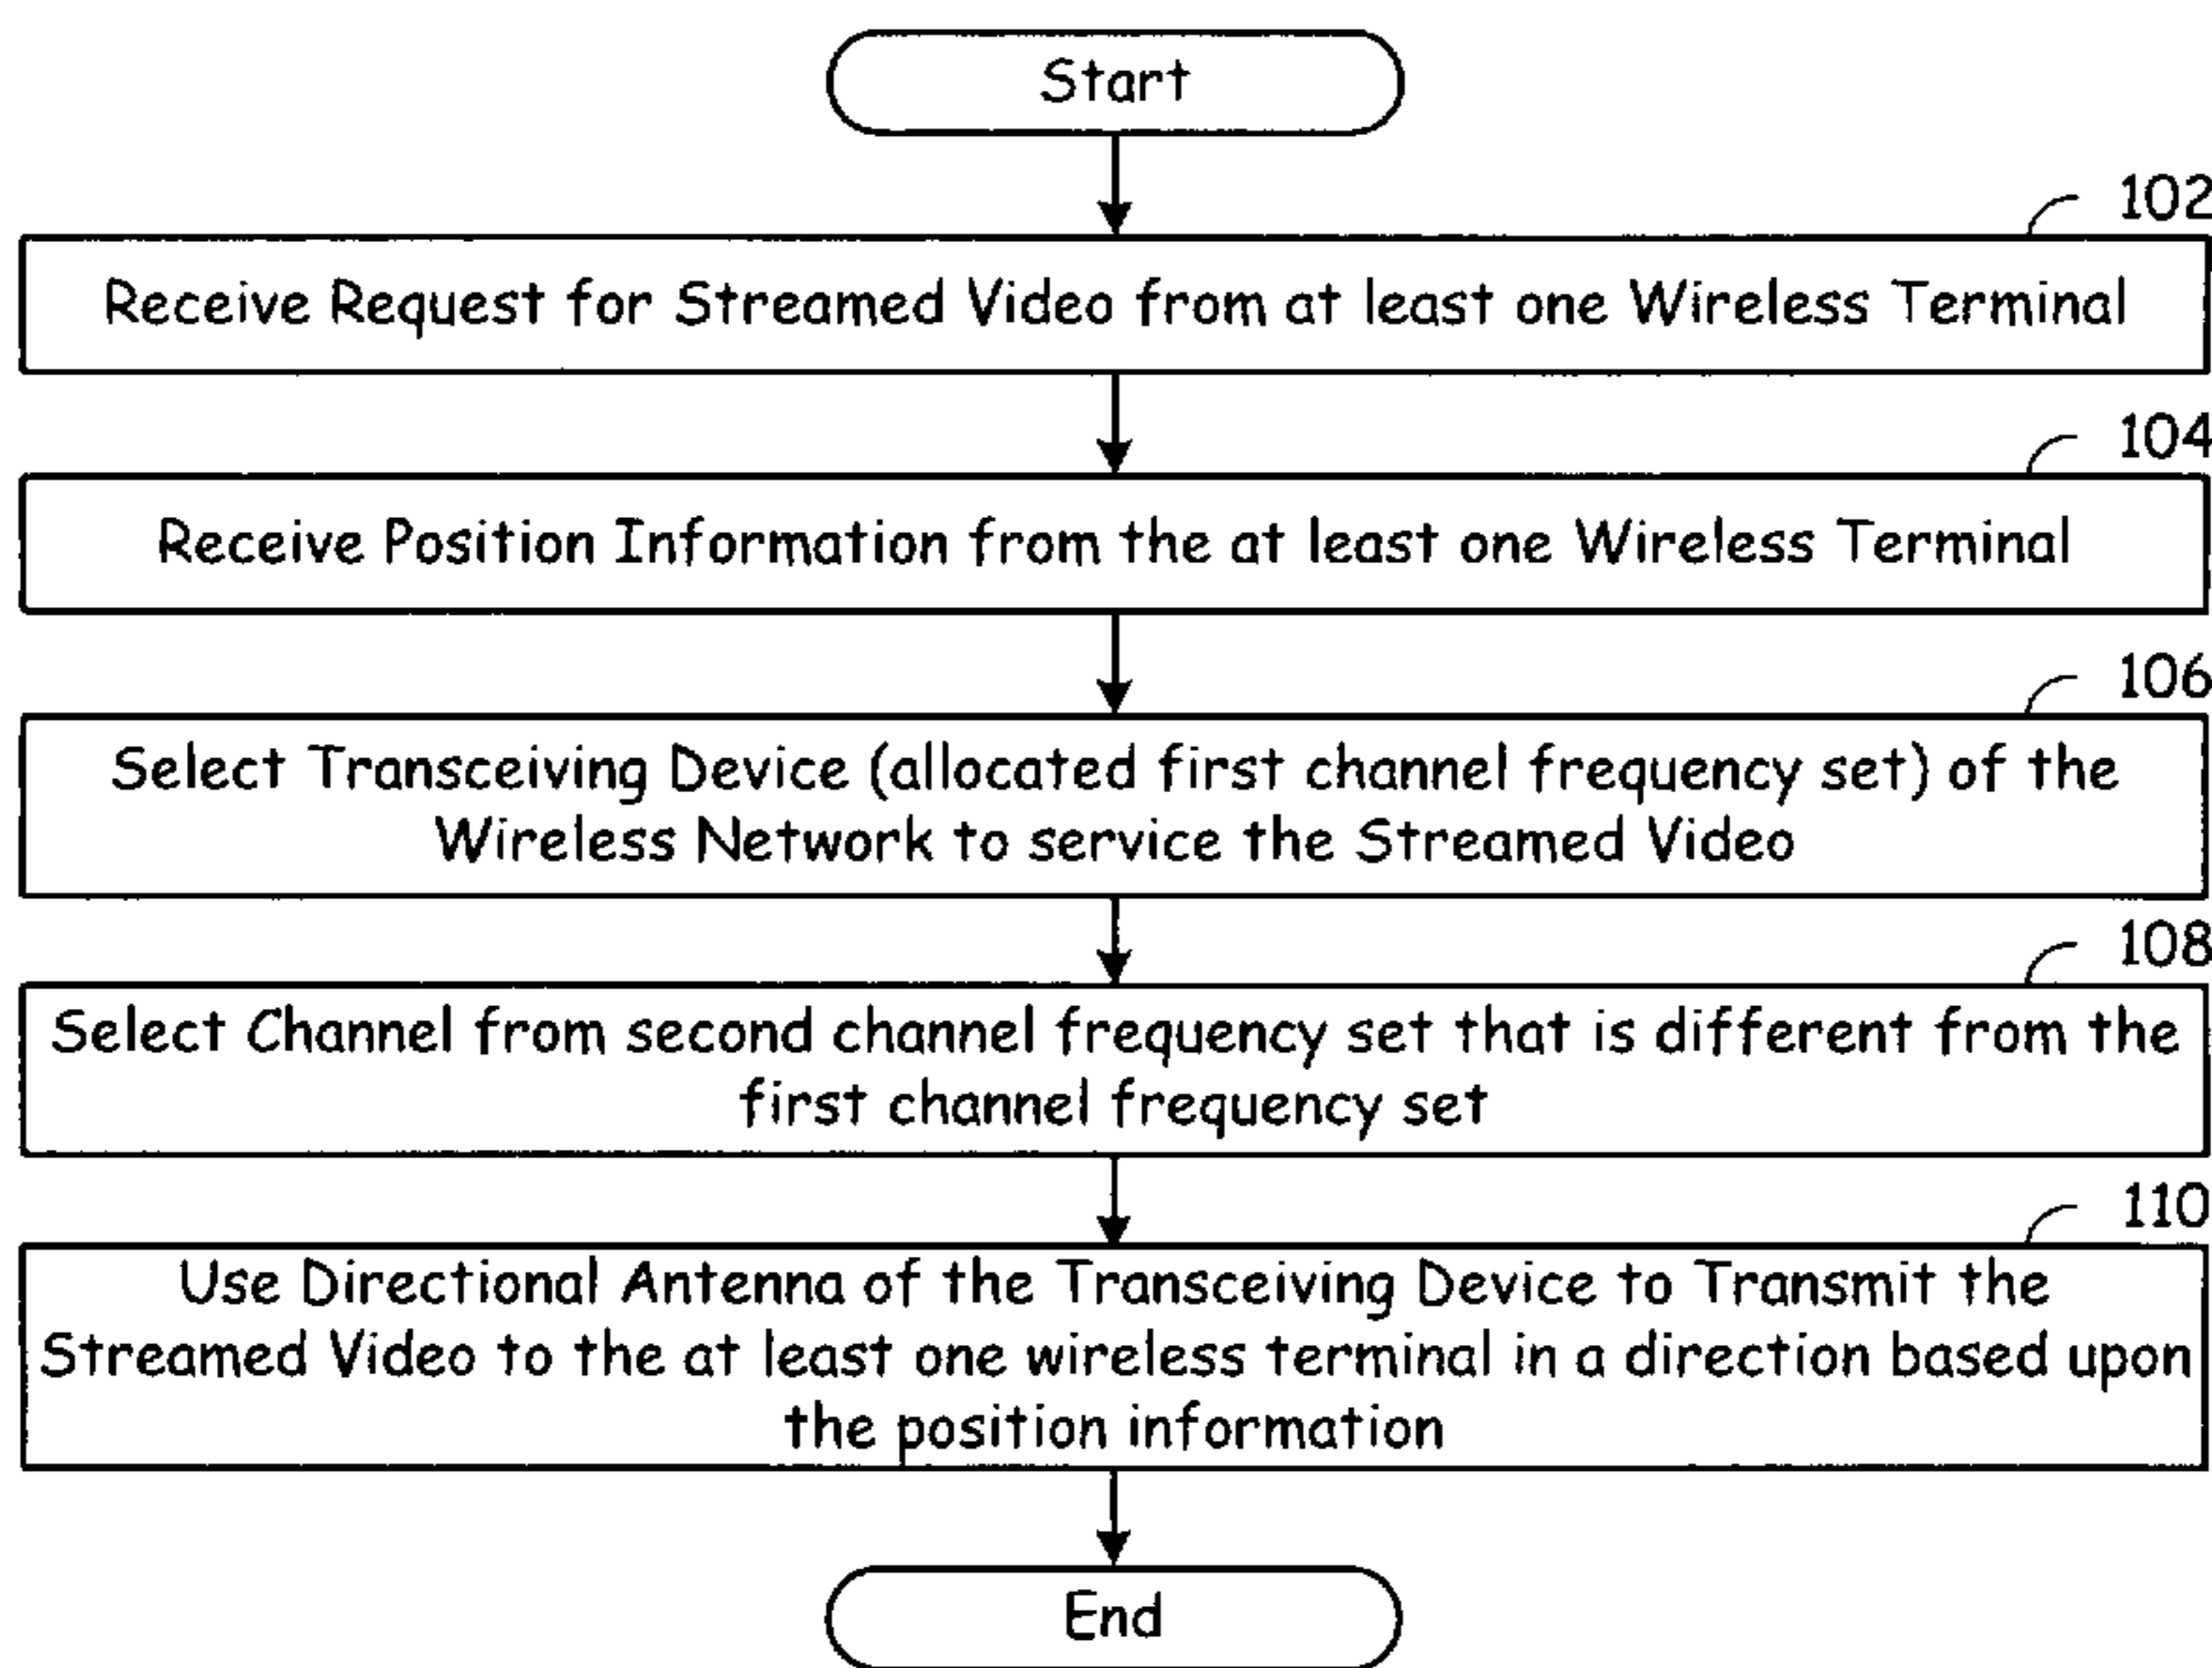 Start
102
Receive Request for Streamed Video from at least one Wireless Terminal
104
Receive Position Information from the at least one Wireless Terminal
106
Select Transceiving Device (allocated first channel frequency set) of the
Wireless Network to service the Streamed Video
108
Select Channel from second channel frequency set that is different from the
first channel frequency set
110
Use Directional Antenna of the Transceiving Device to Transmit the
Streamed Video to the at least one wireless terminal in a direction based upon
the position information
End